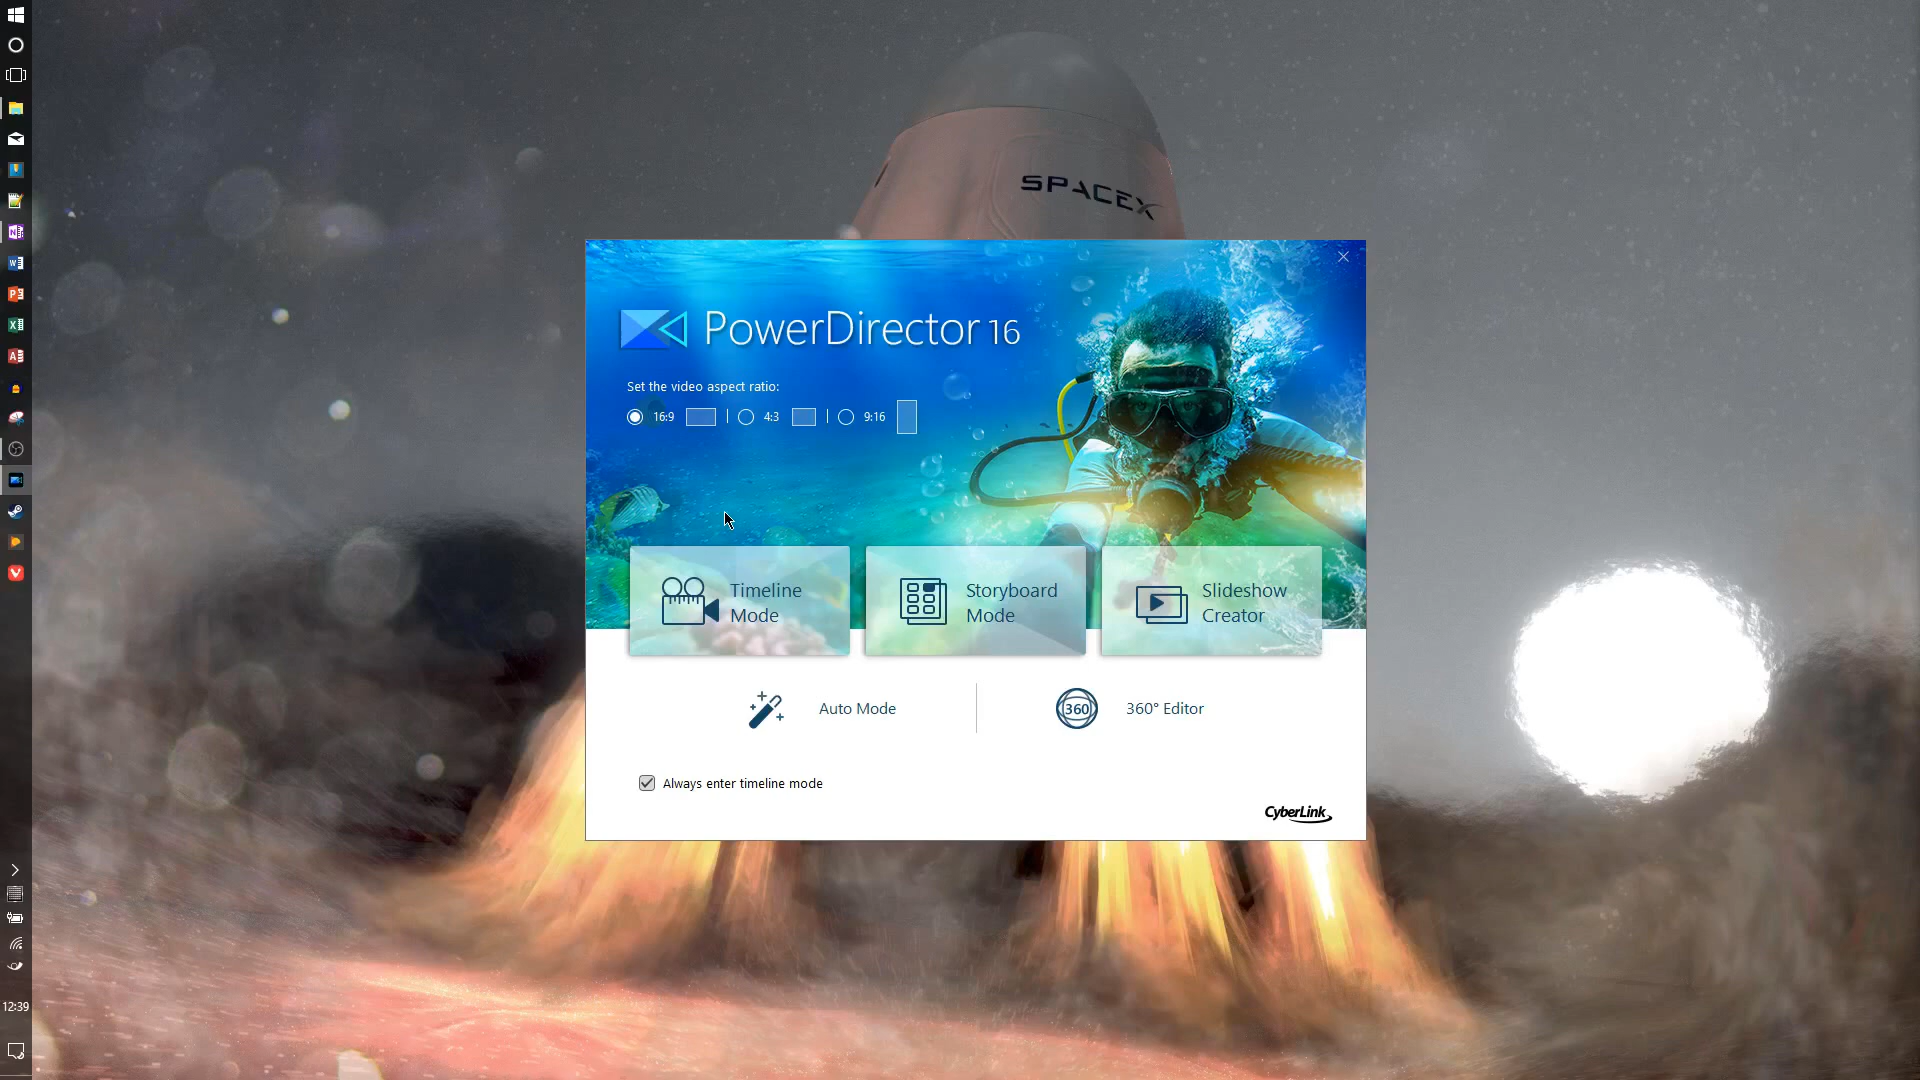 SPACEX
PowerDirector 16
Set the video aspect ratio:
16:9 | 4:3 | 9:16
Timeline
Mode
Storyboard
Mode
Slideshow
Creator
Auto Mode
360
360° Editor
Always enter timeline mode
CyberLink
12:39